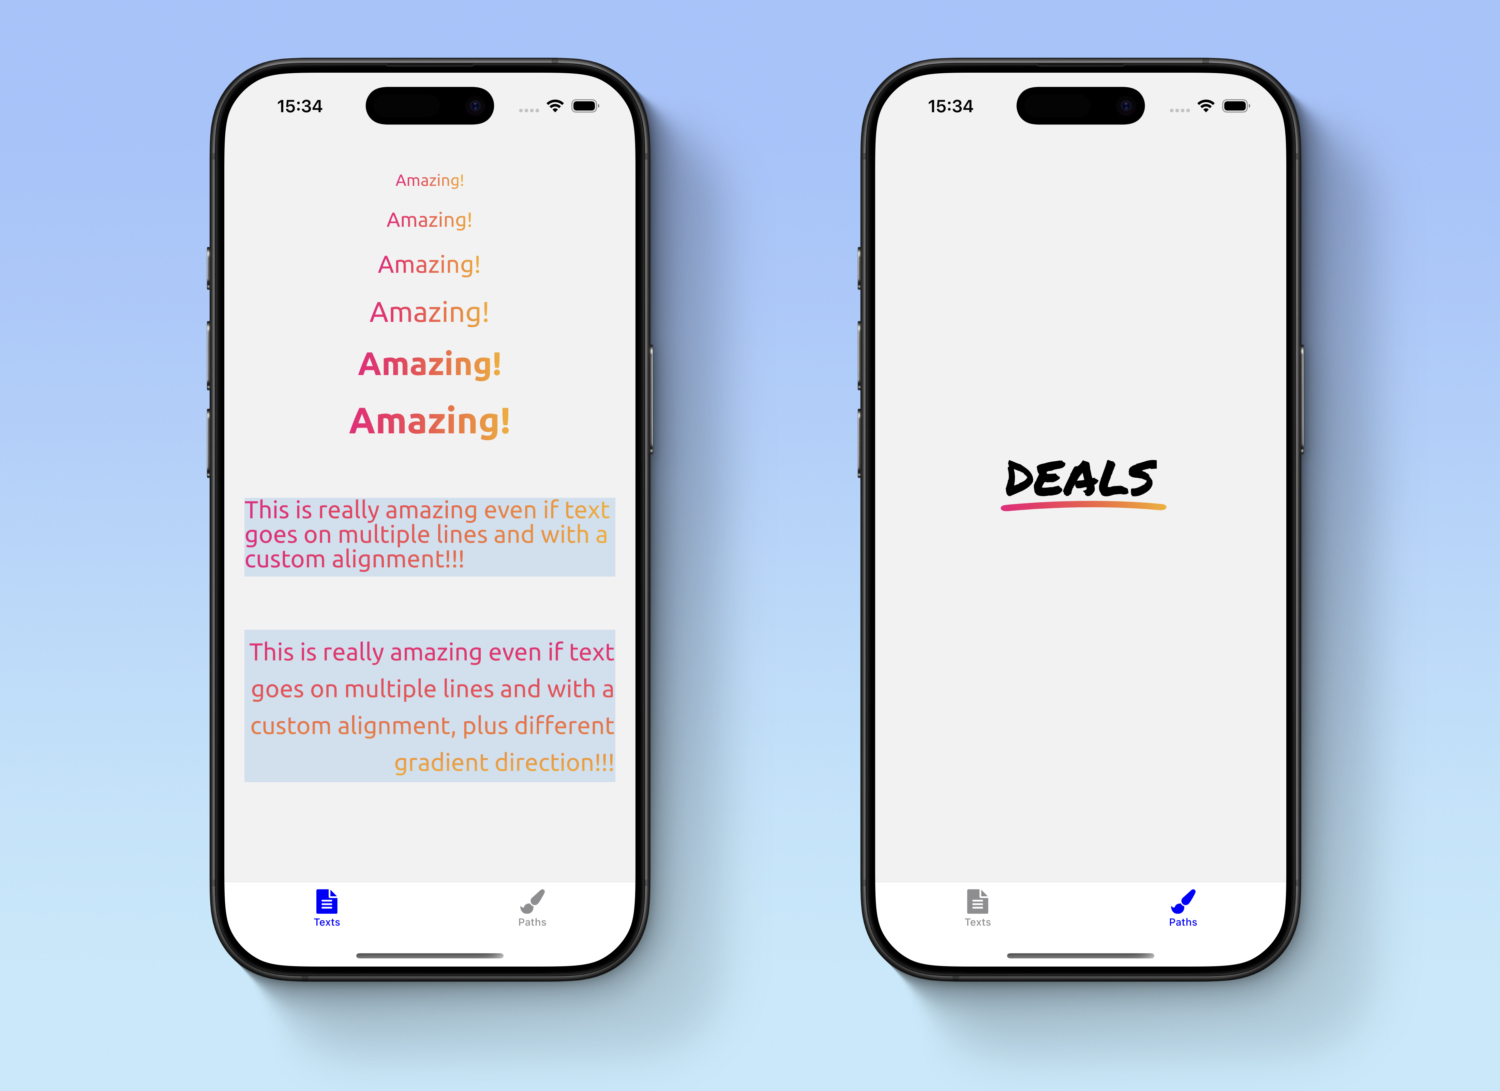 15:34
Amazing!
Amazing!
Amazing!
Amazing!
Amazing!
Amazing!
This is really amazing even if text
goes on multiple lines and with a
custom alignment!!!
This is really amazing even if text
goes on multiple lines and with a
custom alignment, plus different
gradient direction!!!
Texts
Paths
15:34
DEALS
Texts
Paths